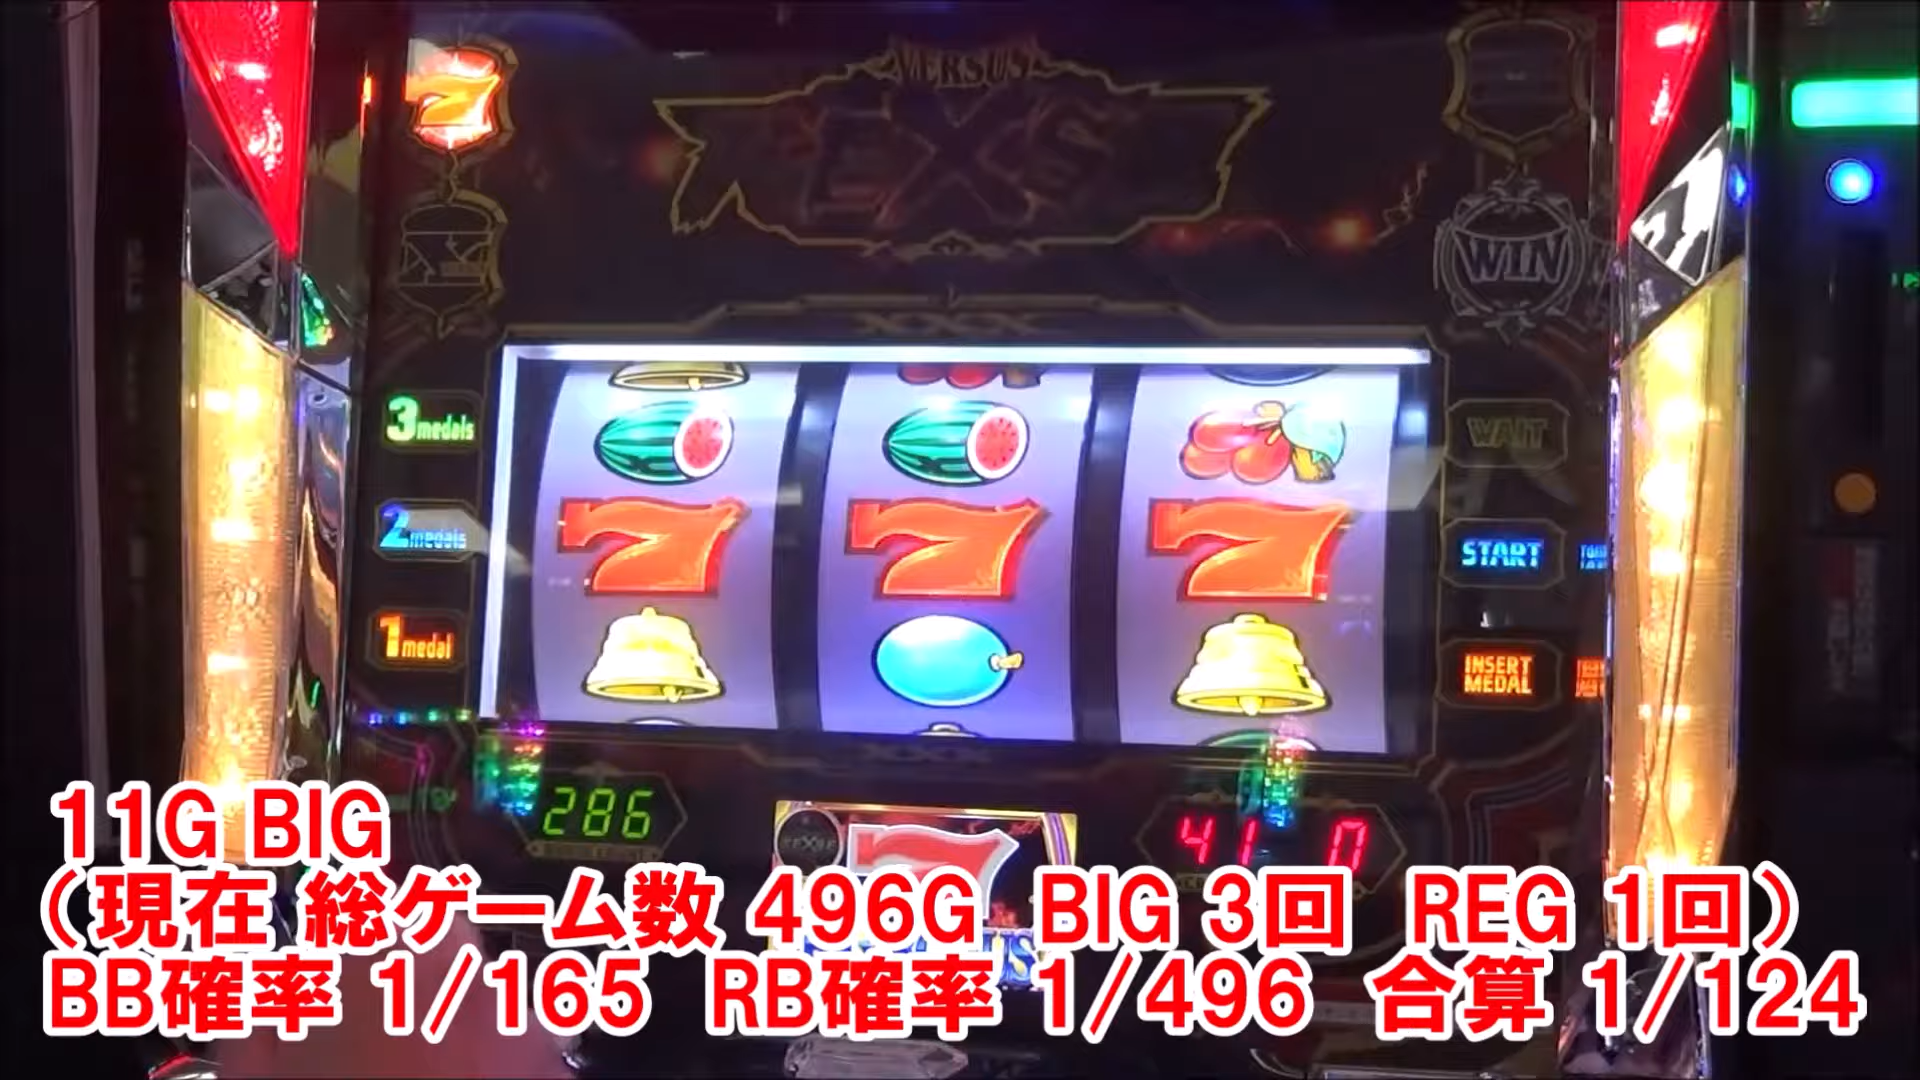 VERSUS
EXS
WIN
3medals
WAIT
2medals
START
1medal
INSERT
MEDAL
286
41 0
11G BIG
（現在 総ゲーム数 496G BIG 3回 REG 1回）
BB確率 1/165 RB確率 1/496 合算 1/124